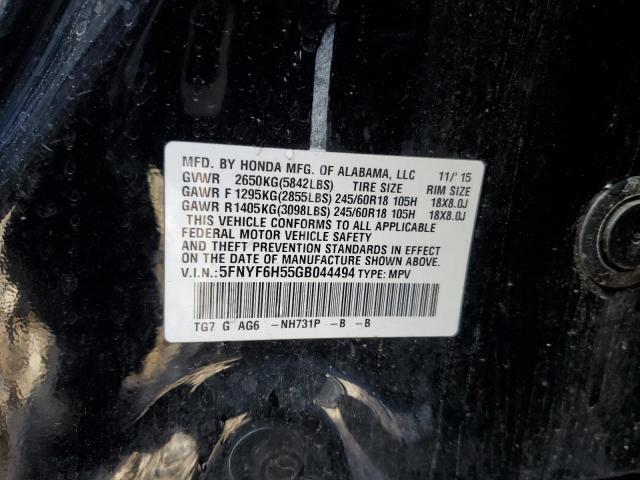 MFD. BY HONDA MFG. OF ALABAMA, LLC 11/'15
GVWR 2650KG(5842LBS) TIRE SIZE RIM SIZE
GAWR F 1295KG(2855LBS) 245/60R18 105H 18X8.0J
GAWR R 1405KG(3098LBS) 245/60R18 105H 18X8.0J
THIS VEHICLE CONFORMS TO ALL APPLICABLE
FEDERAL MOTOR VEHICLE SAFETY
AND THEFT PREVENTION STANDARDS IN EFFECT
ON THE DATE OF MANUFACTURE SHOWN ABOVE.
V.I.N.: 5FNYF6H55GB044494 TYPE: MPV
TG7 G AG6 -NH731P -B -B